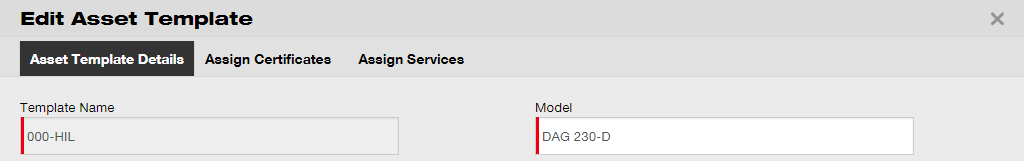 Edit Asset Template
Asset Template Details Assign Certificates Assign Services
Template Name Model
000-HIL DAG 230-D